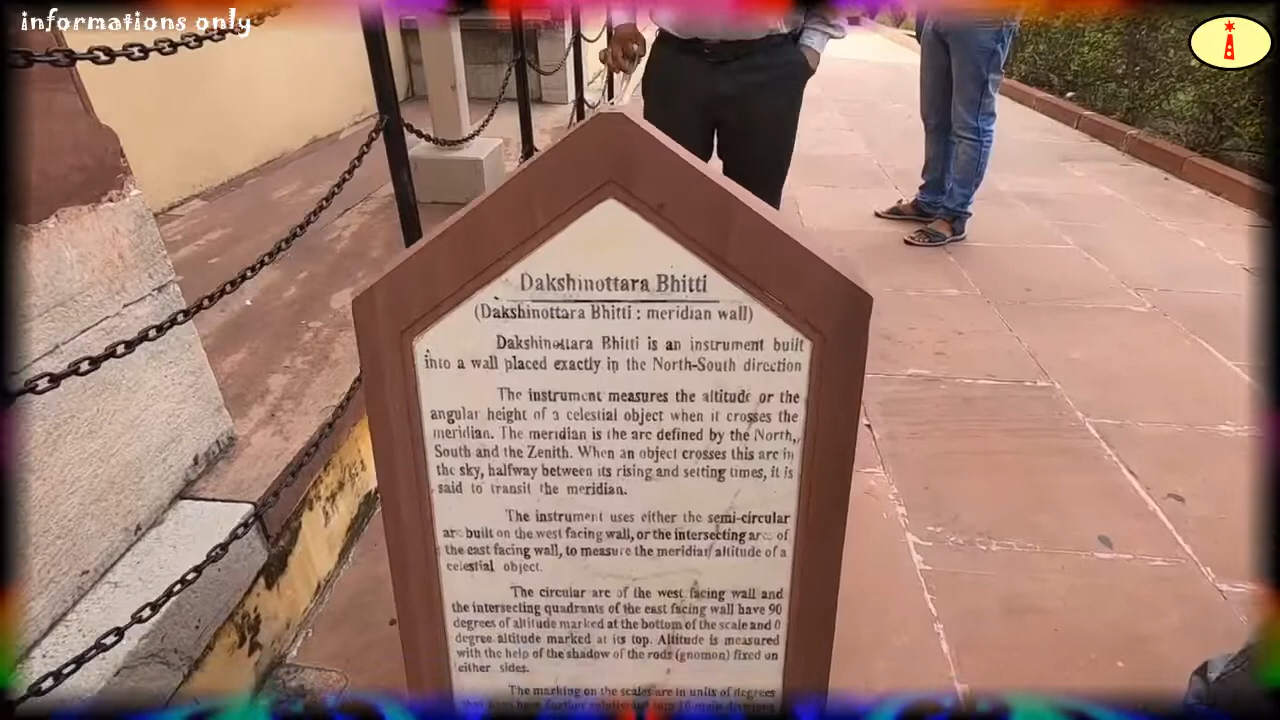 informations only
Dakshinottara Bhitti
(Dakshinottara Bhitti : meridian wall)
Dakshinottara Bhitti is an instrument built
into a wall placed exactly in the North-South direction
The instrument measures the altitude or the
angular height of a celestial object when it crosses the
meridian. The meridian is the arc defined by the North,
South and the Zenith. When an object crosses this arc in
the sky, halfway between its rising and setting times, it is
said to transit the meridian.
The instrument uses either the semi-circular
arc built on the west facing wall, or the intersecting arc of
the east facing wall, to measure the meridian altitude of a
celestial object.
The circular arc of the west facing wall and
the intersecting quadrants of the east facing wall have 90
degrees of altitude marked at the bottom of the scale and 0
degree altitude marked at its top. Altitude is measured
with the help of the shadow of the rods (gnomon) fixed on
either sides.
The marking on the scales are in units of degrees